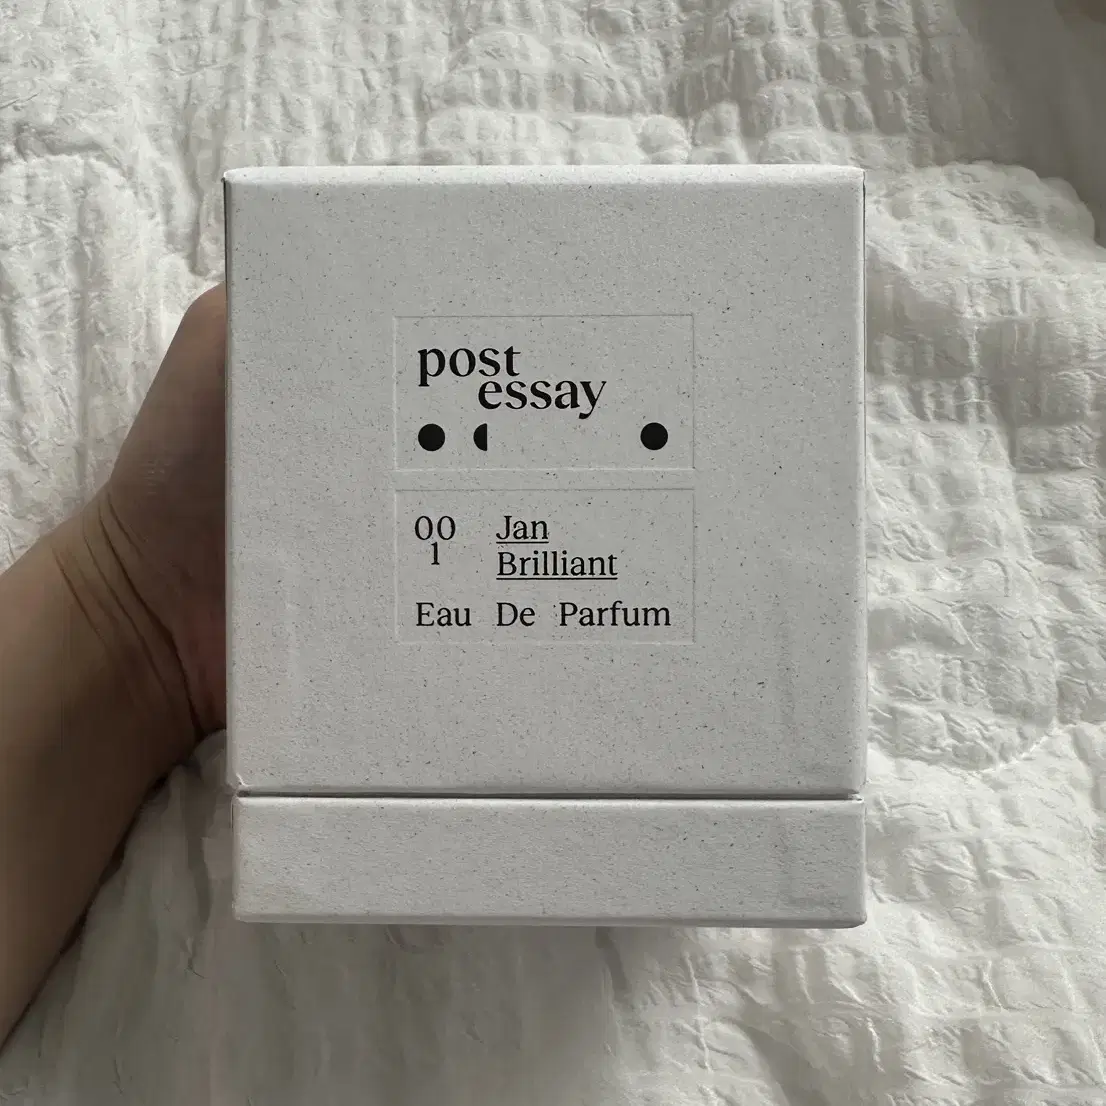 post
essay
00 Jan
1 Brilliant
Eau De Parfum